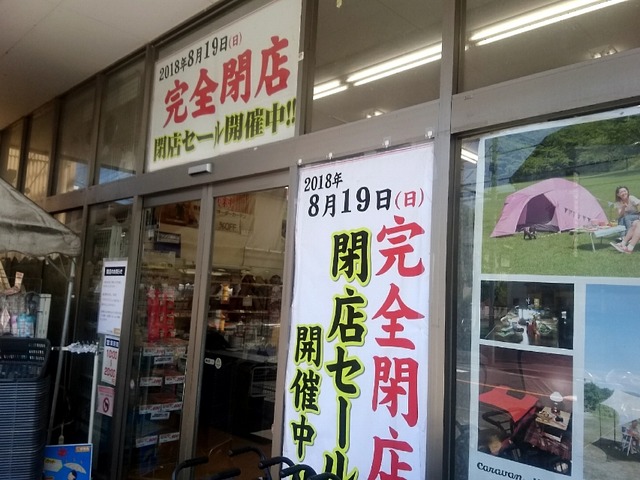 2018年8月19日(日)
完全閉店
閉店セール開催中!!
2018年
8月19日(日)
完全閉店
閉店セール
開催中
Caravan